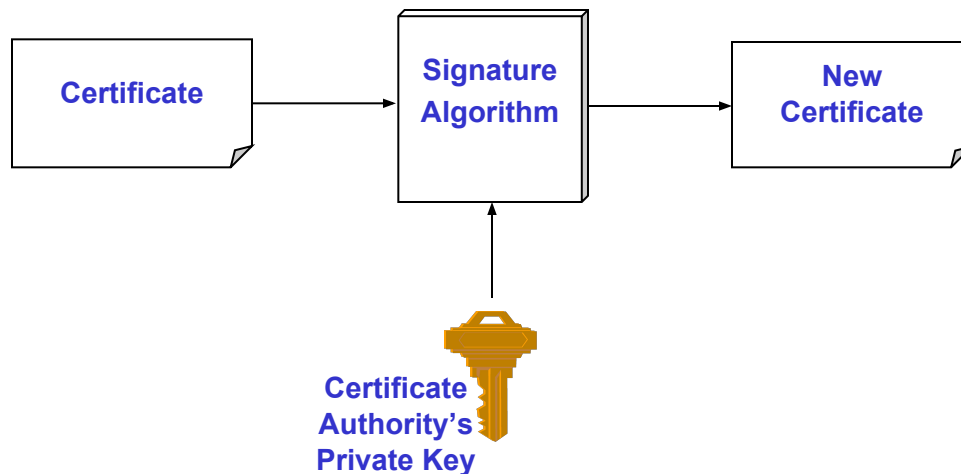 Certificate
Signature
Algorithm
New
Certificate
Certificate
Authority’s
Private Key